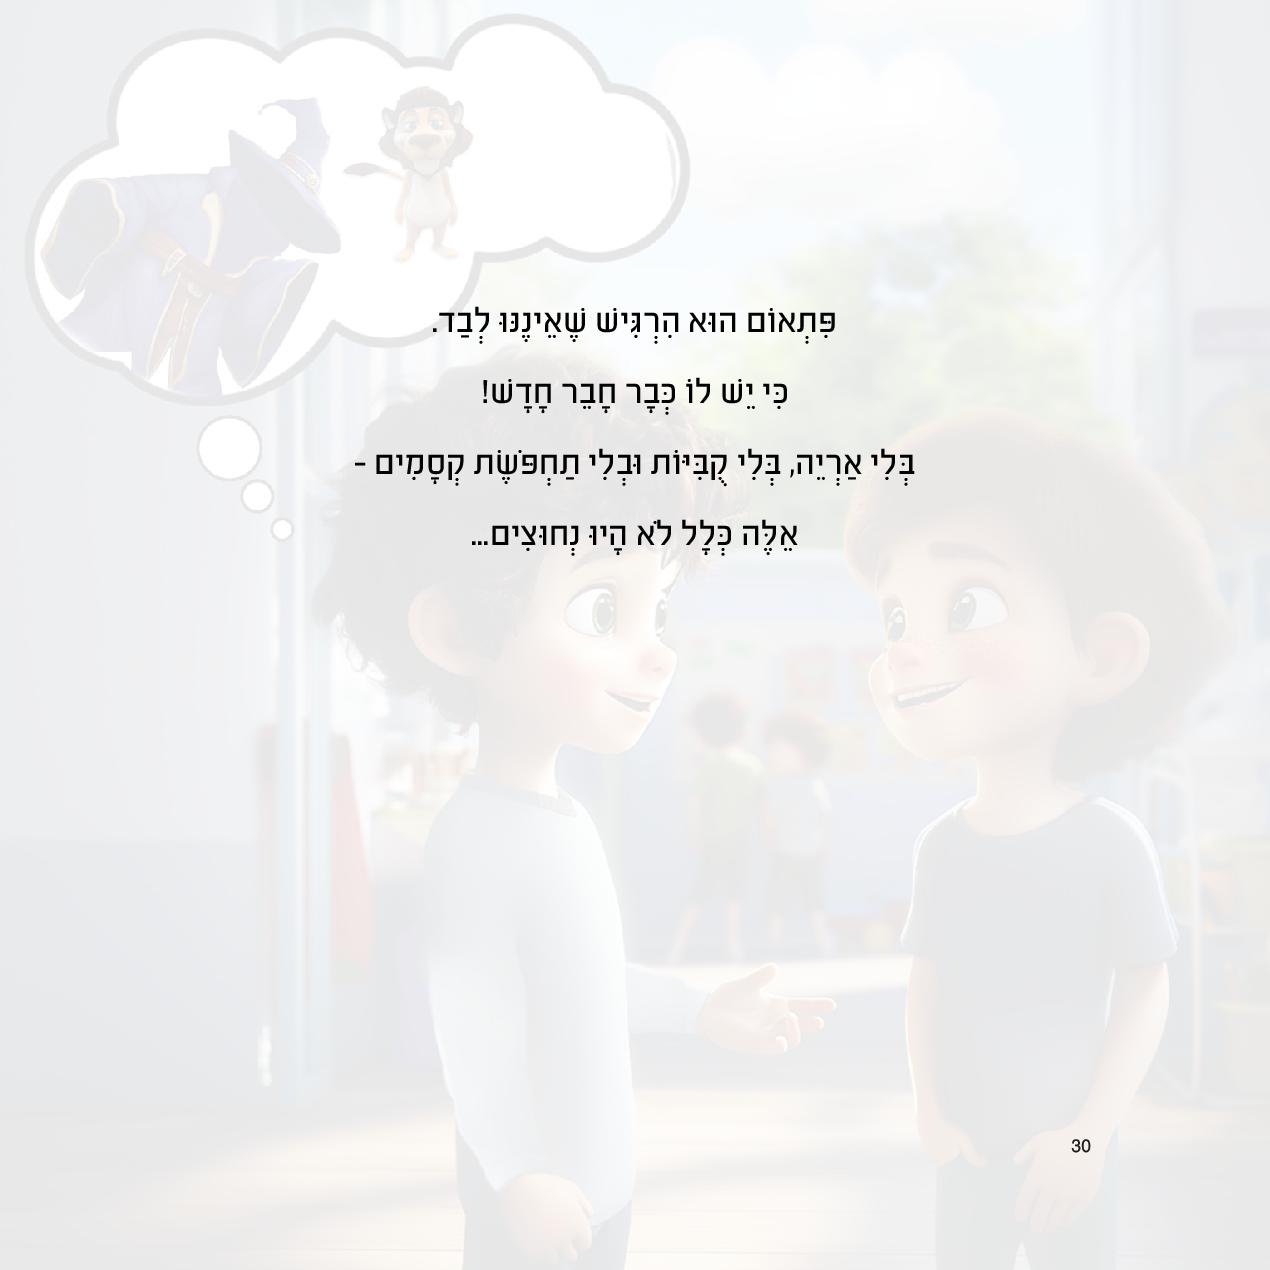 פִּתְאוֹם הוּא הִרְגִּישׁ שֶׁאֵינֶנּוּ לְבַד.
כִּי יֵשׁ לוֹ כְּבָר חָבֵר חָדָשׁ!
בְּלִי אַרְיֵה, בְּלִי קֻבִּיּוֹת וּבְלִי תַחְפֹּשֶׂת קְסָמִים -
אֵלֶּה כְּלָל לֹא הָיוּ נְחוּצִים...
30